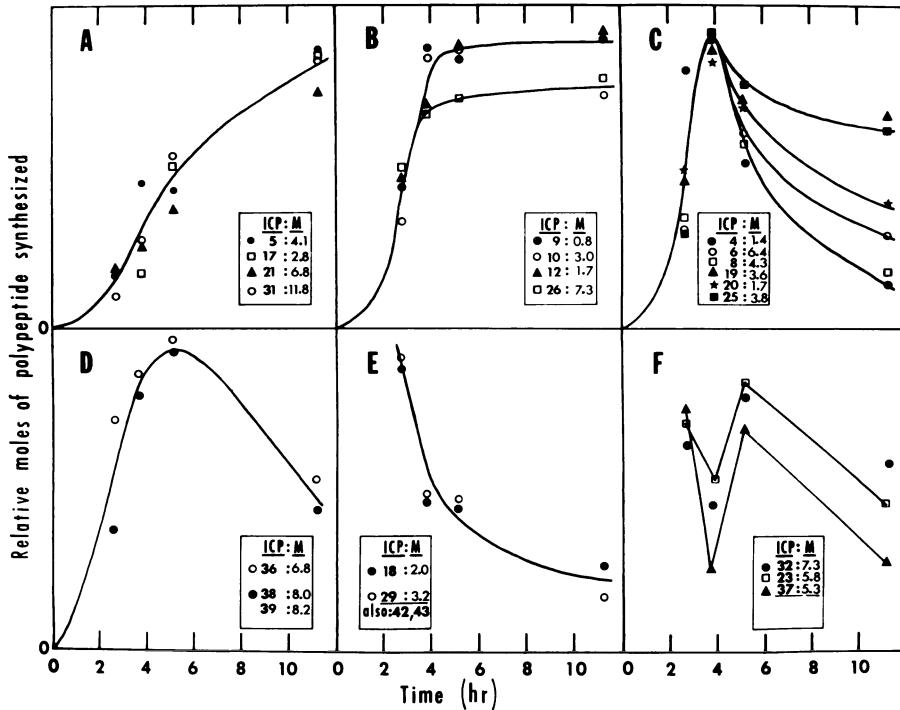 Relative moles of polypeptide synthesized
A
ICP: M
5 : 4.1
17 : 2.8
21 : 6.8
31 : 11.8
B
ICP: M
9 : 0.8
10 : 3.0
12 : 1.7
26 : 7.3
C
ICP: M
4 : 1.4
6 : 6.4
8 : 4.3
19 : 3.6
20 : 1.7
25 : 3.8
0
D
ICP: M
36 : 6.8
38 : 8.0
39 : 8.2
E
ICP: M
18 : 2.0
29 : 3.2
also: 42,43
F
ICP: M
32 : 7.3
23 : 5.8
37 : 5.3
0
0 2 4 6 8 10 0 2 4 6 8 10 0 2 4 6 8 10
Time (hr)